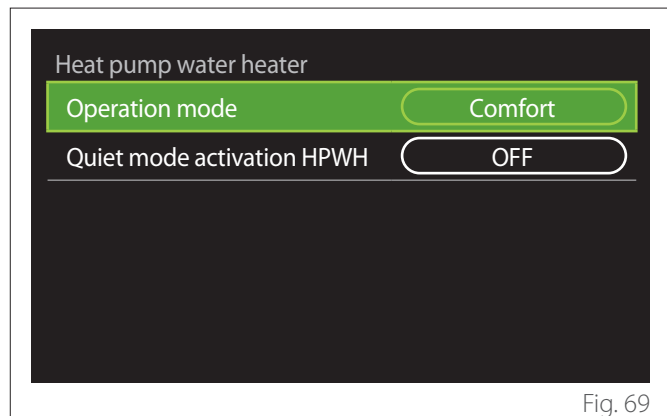 Heat pump water heater
Operation mode Comfort
Quiet mode activation HPWH OFF
Fig. 69